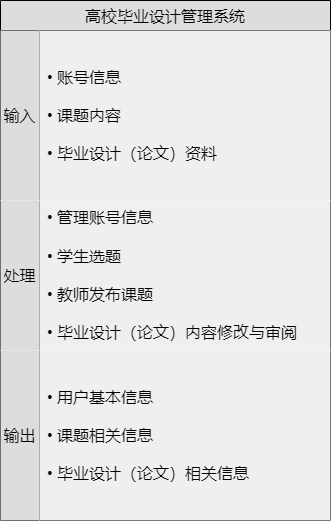 高校毕业设计管理系统
输入
• 账号信息
• 课题内容
• 毕业设计（论文）资料
处理
• 管理账号信息
• 学生选题
• 教师发布课题
• 毕业设计（论文）内容修改与审阅
输出
• 用户基本信息
• 课题相关信息
• 毕业设计（论文）相关信息